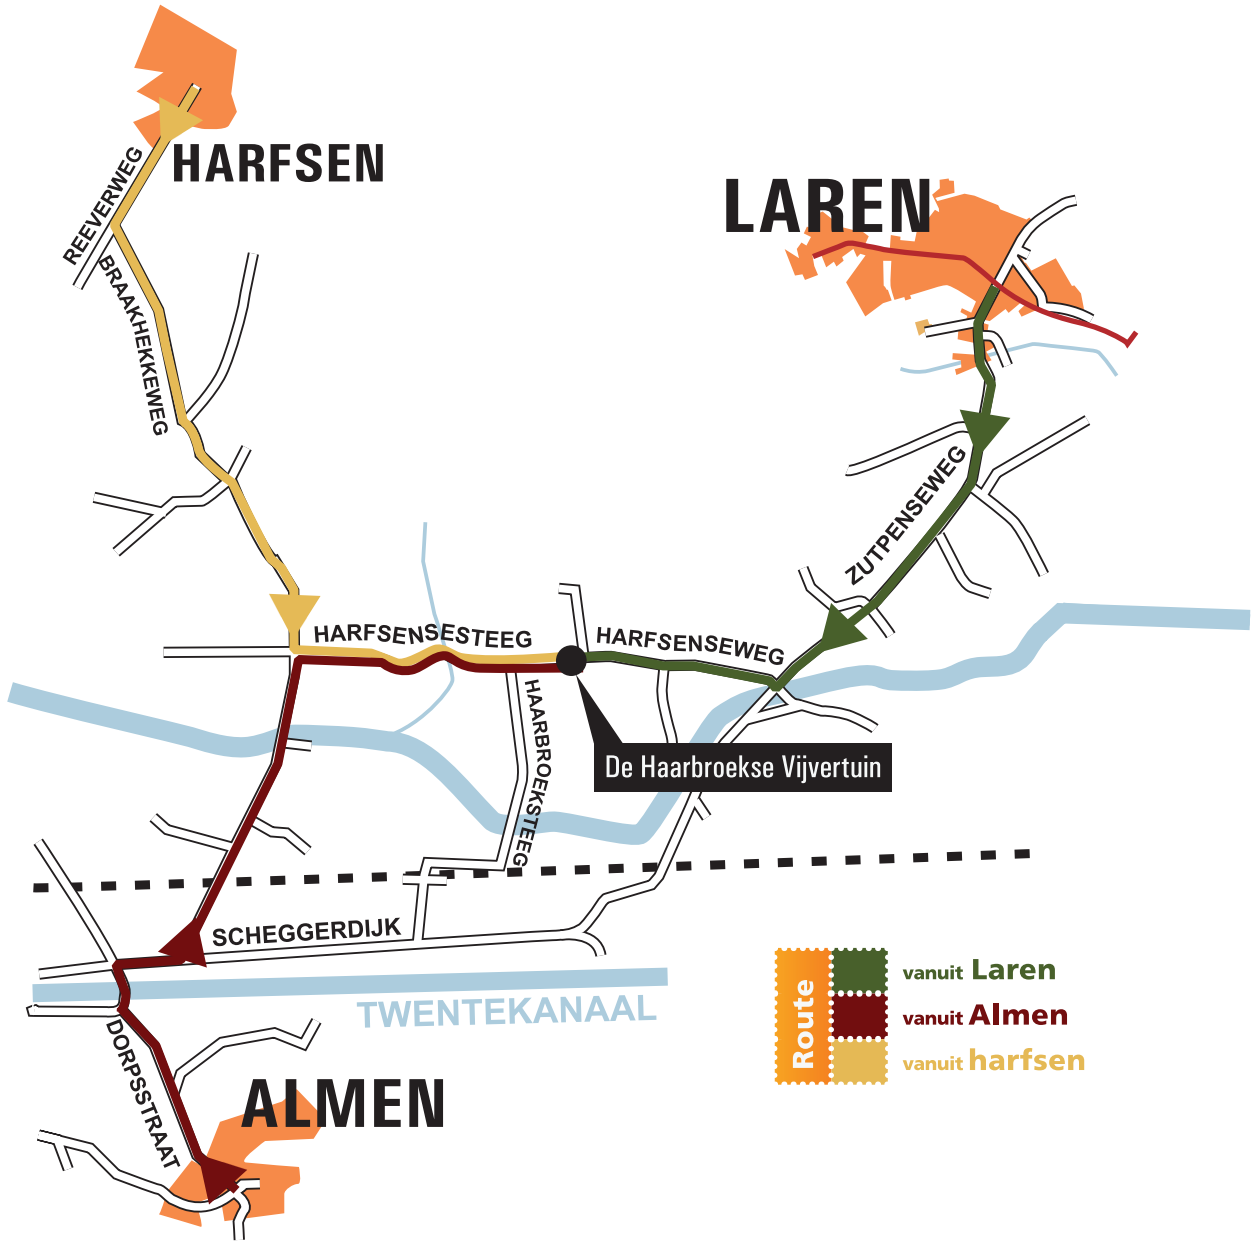 HARFSEN
LAREN
REEVERWEG
BRAAKHEKKEWEG
ZUTPENSEWEG
HARFSENSESTEEG
HARFSENSEWEG
HAARBROEKSTEEG
De Haarbroekse Vijvertuin
SCHEGGERDIJK
TWENTEKANAAL
DORPSSTRAAT
ALMEN
Route
vanuit Laren
vanuit Almen
vanuit harfsen